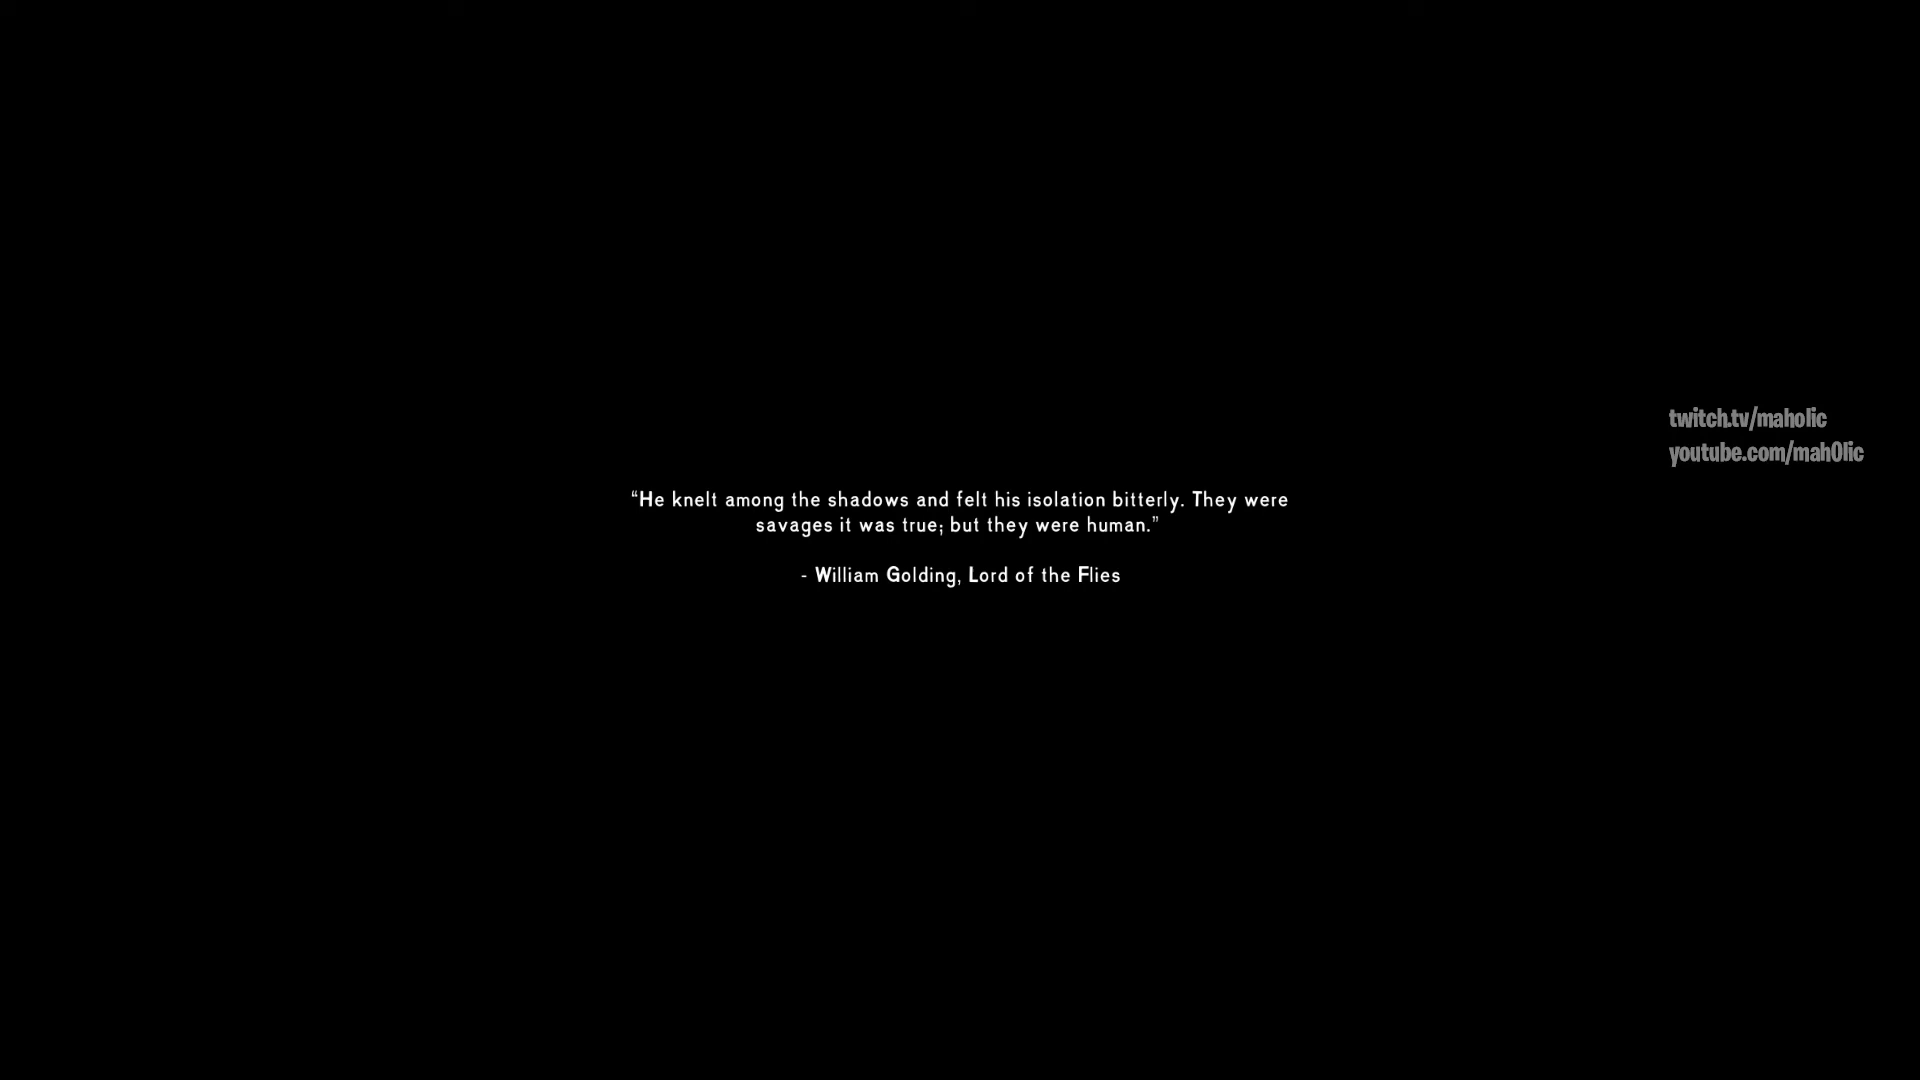 twitch.tv/maholic
youtube.com/mah0lic
“He knelt among the shadows and felt his isolation bitterly. They were
savages it was true; but they were human.”
- William Golding, Lord of the Flies